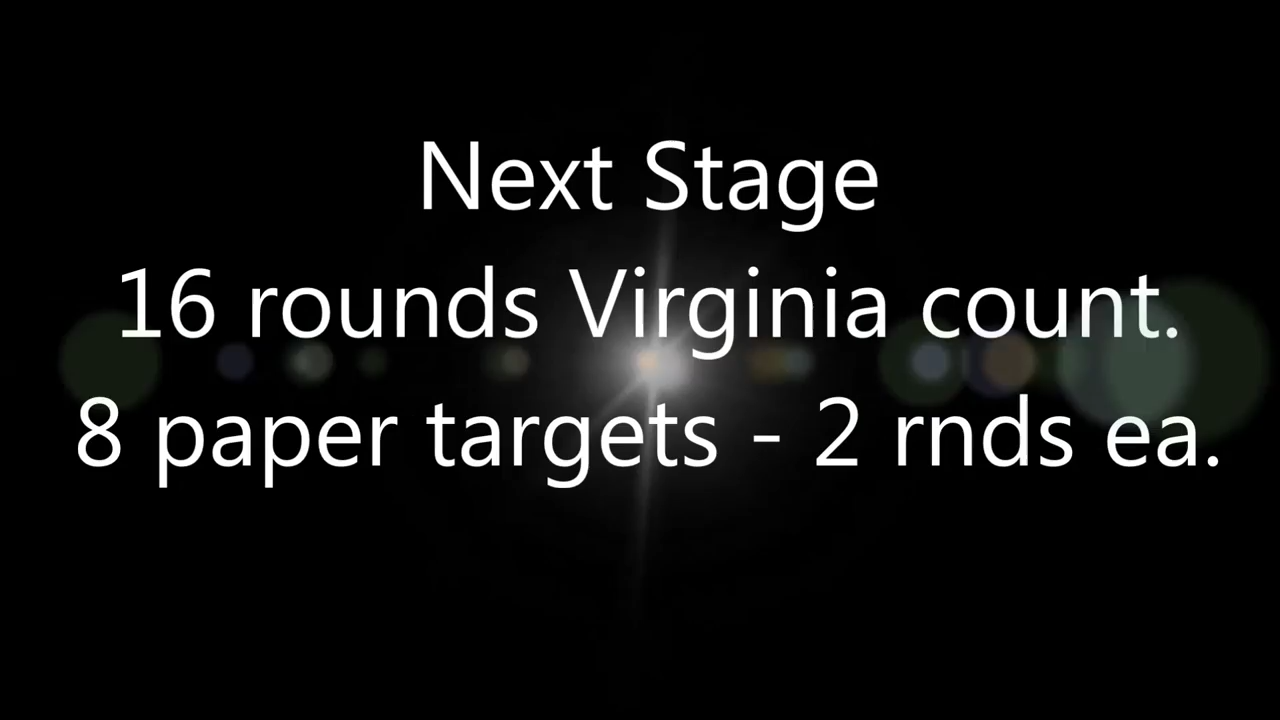 Next Stage
16 rounds Virginia count.
8 paper targets - 2 rnds ea.